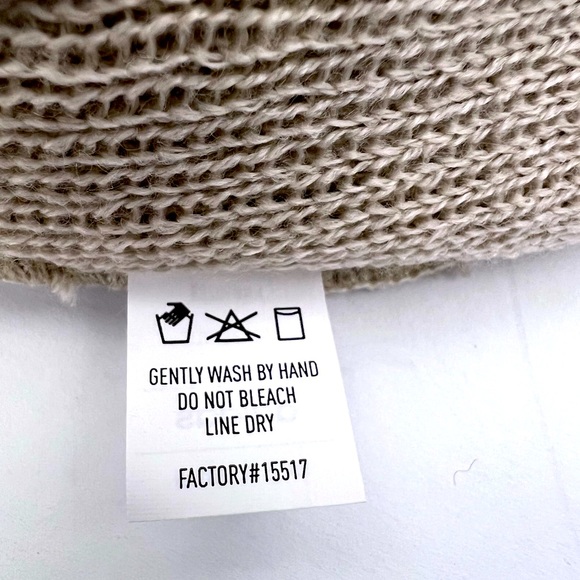 GENTLY WASH BY HAND
DO NOT BLEACH
LINE DRY
FACTORY#15517